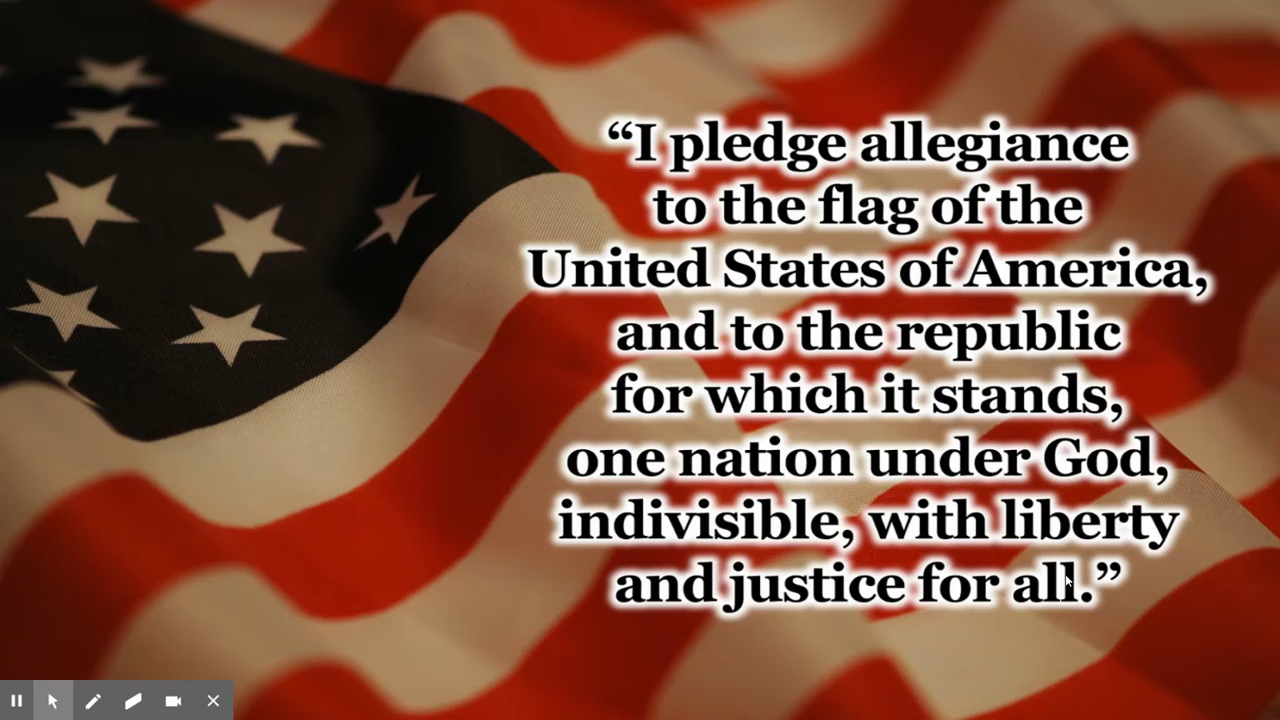 “I pledge allegiance
to the flag of the
United States of America,
and to the republic
for which it stands,
one nation under God,
indivisible, with liberty
and justice for all.”